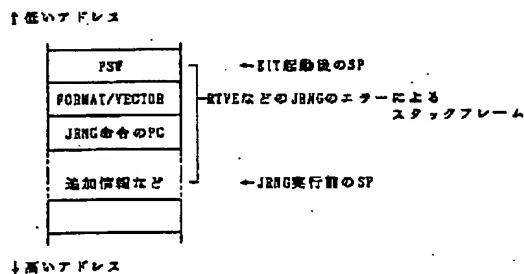 ↑低いアドレス
PSW
←EIT起動後のSP
FORMAT/VECTOR
RTVEなどのJRNGのエラーによる
スタックフレーム
JRNG命令のPC
追加情報など
←JRNG実行前のSP
↓高いアドレス